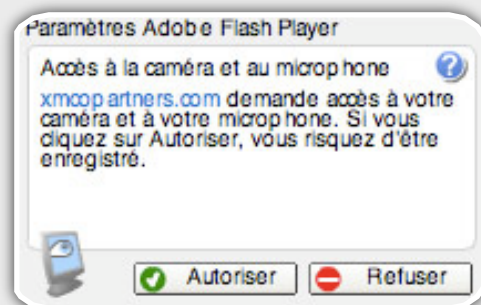 Paramètres Adobe Flash Player
Accès à la caméra et au microphone
xmcopartners.com demande accès à votre
caméra et à votre microphone. Si vous
cliquez sur Autoriser, vous risquez d'être
enregistré.
Autoriser
Refuser